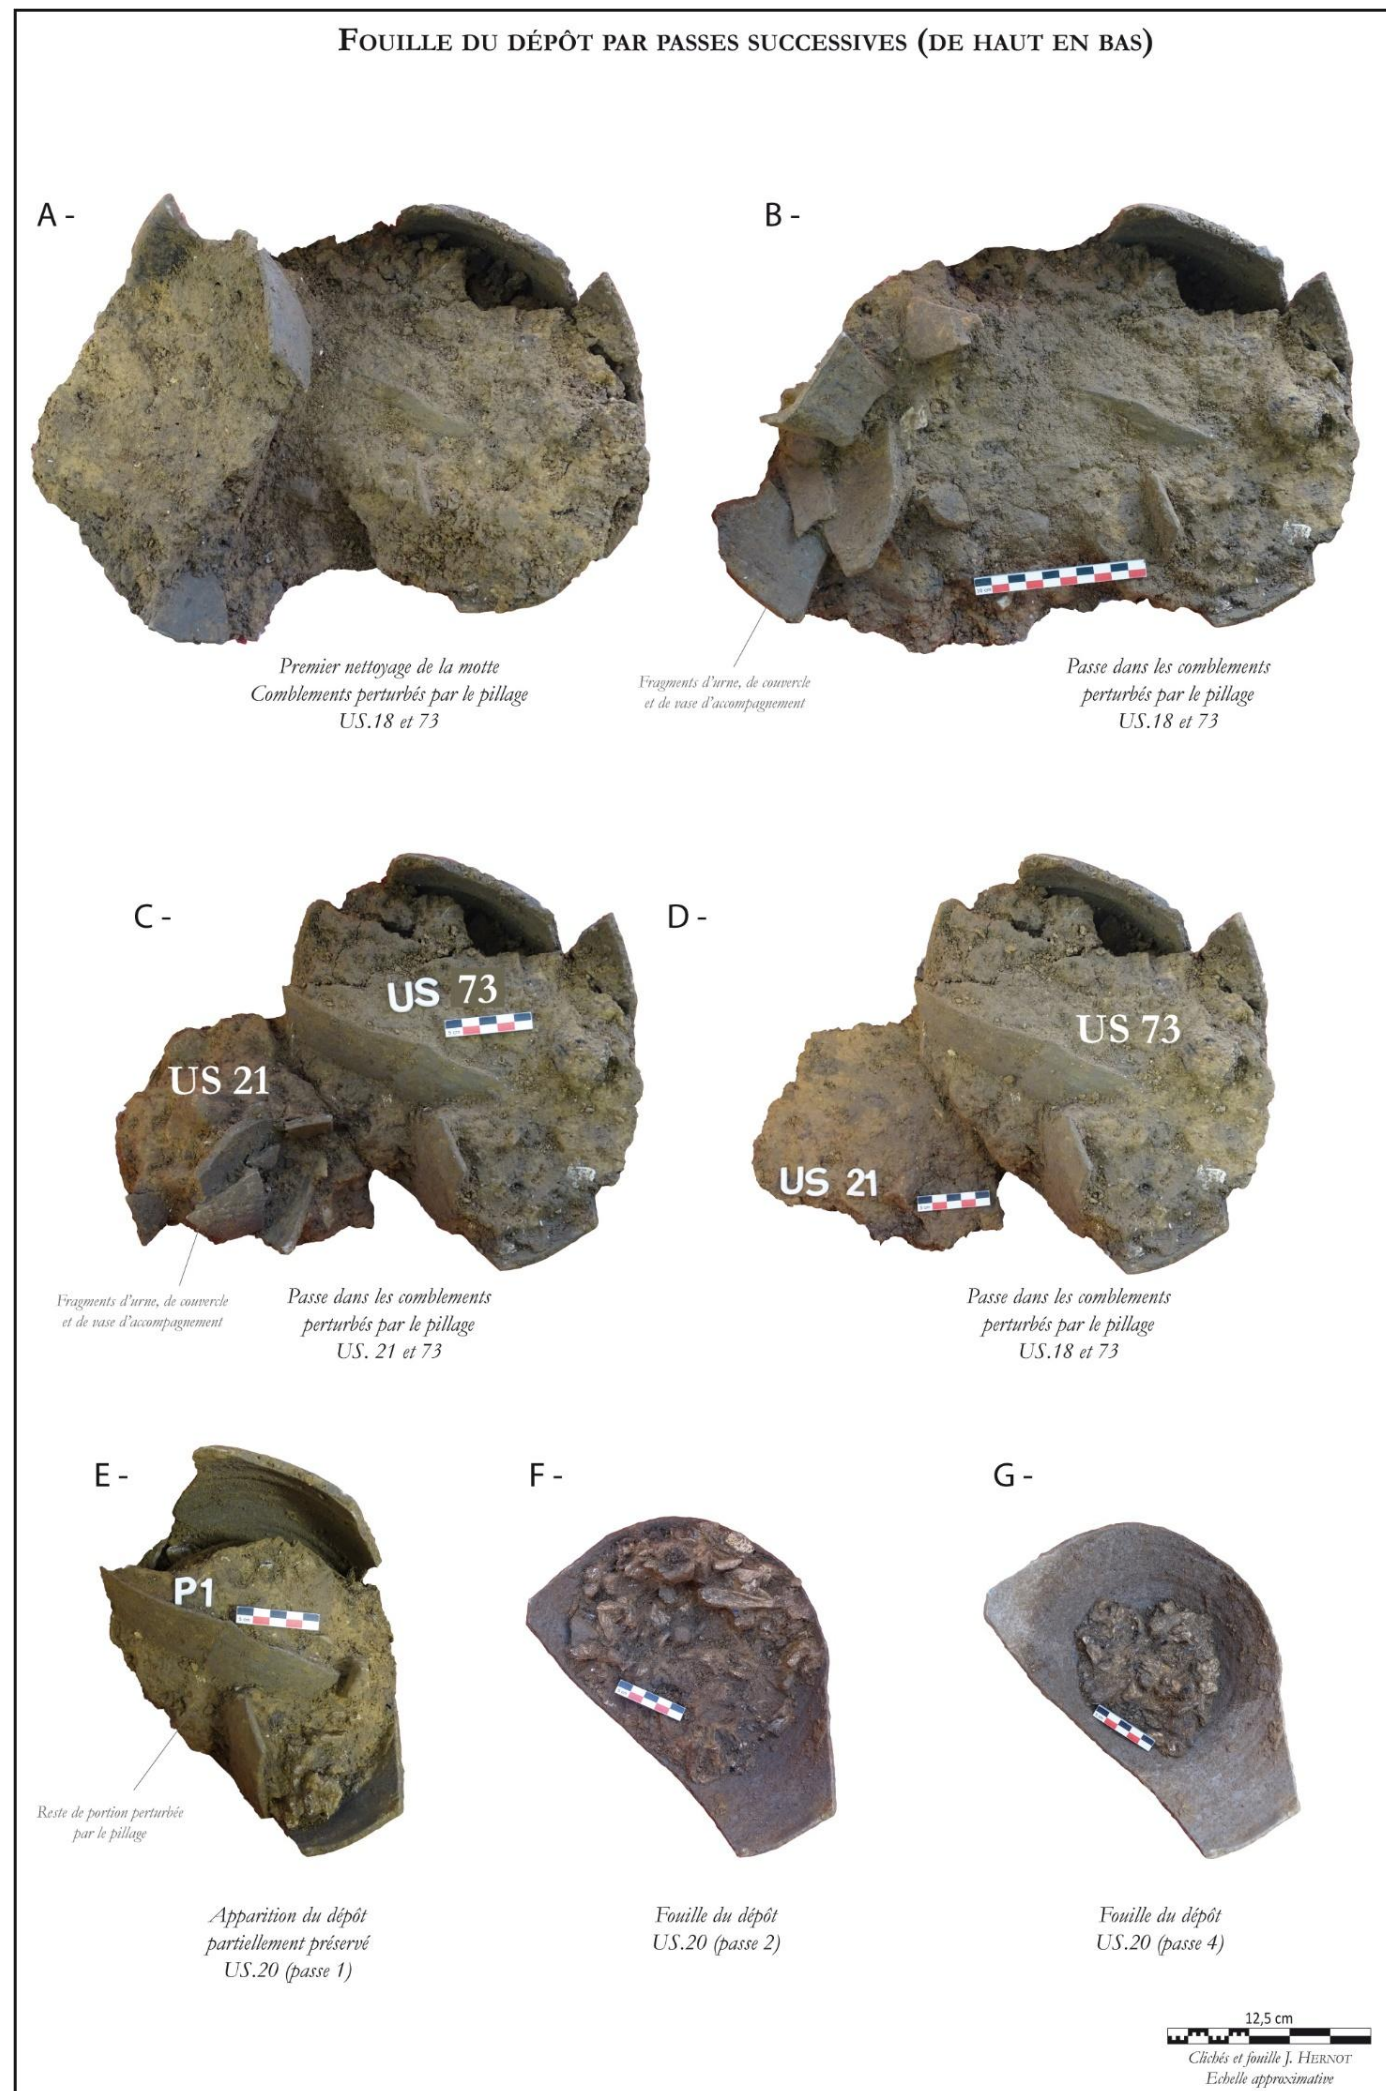 FOUILLE DU DÉPÔT PAR PASSES SUCCESSIVES (DE HAUT EN BAS)
A -
B -
Premier nettoyage de la motte
Comblements perturbés par le pillage
US.18 et 73
Fragments d'urne, de couvercle
et de vase d'accompagnement
Passe dans les comblements
perturbés par le pillage
US.18 et 73
C -
D -
US 73
US 21
US 73
US 21
Fragments d'urne, de couvercle
et de vase d'accompagnement
Passe dans les comblements
perturbés par le pillage
US. 21 et 73
Passe dans les comblements
perturbés par le pillage
US.18 et 73
E -
F -
G -
P1
Reste de portion perturbée
par le pillage
Apparition du dépôt
partiellement préservé
US.20 (passe 1)
Fouille du dépôt
US.20 (passe 2)
Fouille du dépôt
US.20 (passe 4)
12,5 cm
Clichés et fouille J. HERNOT
Echelle approximative